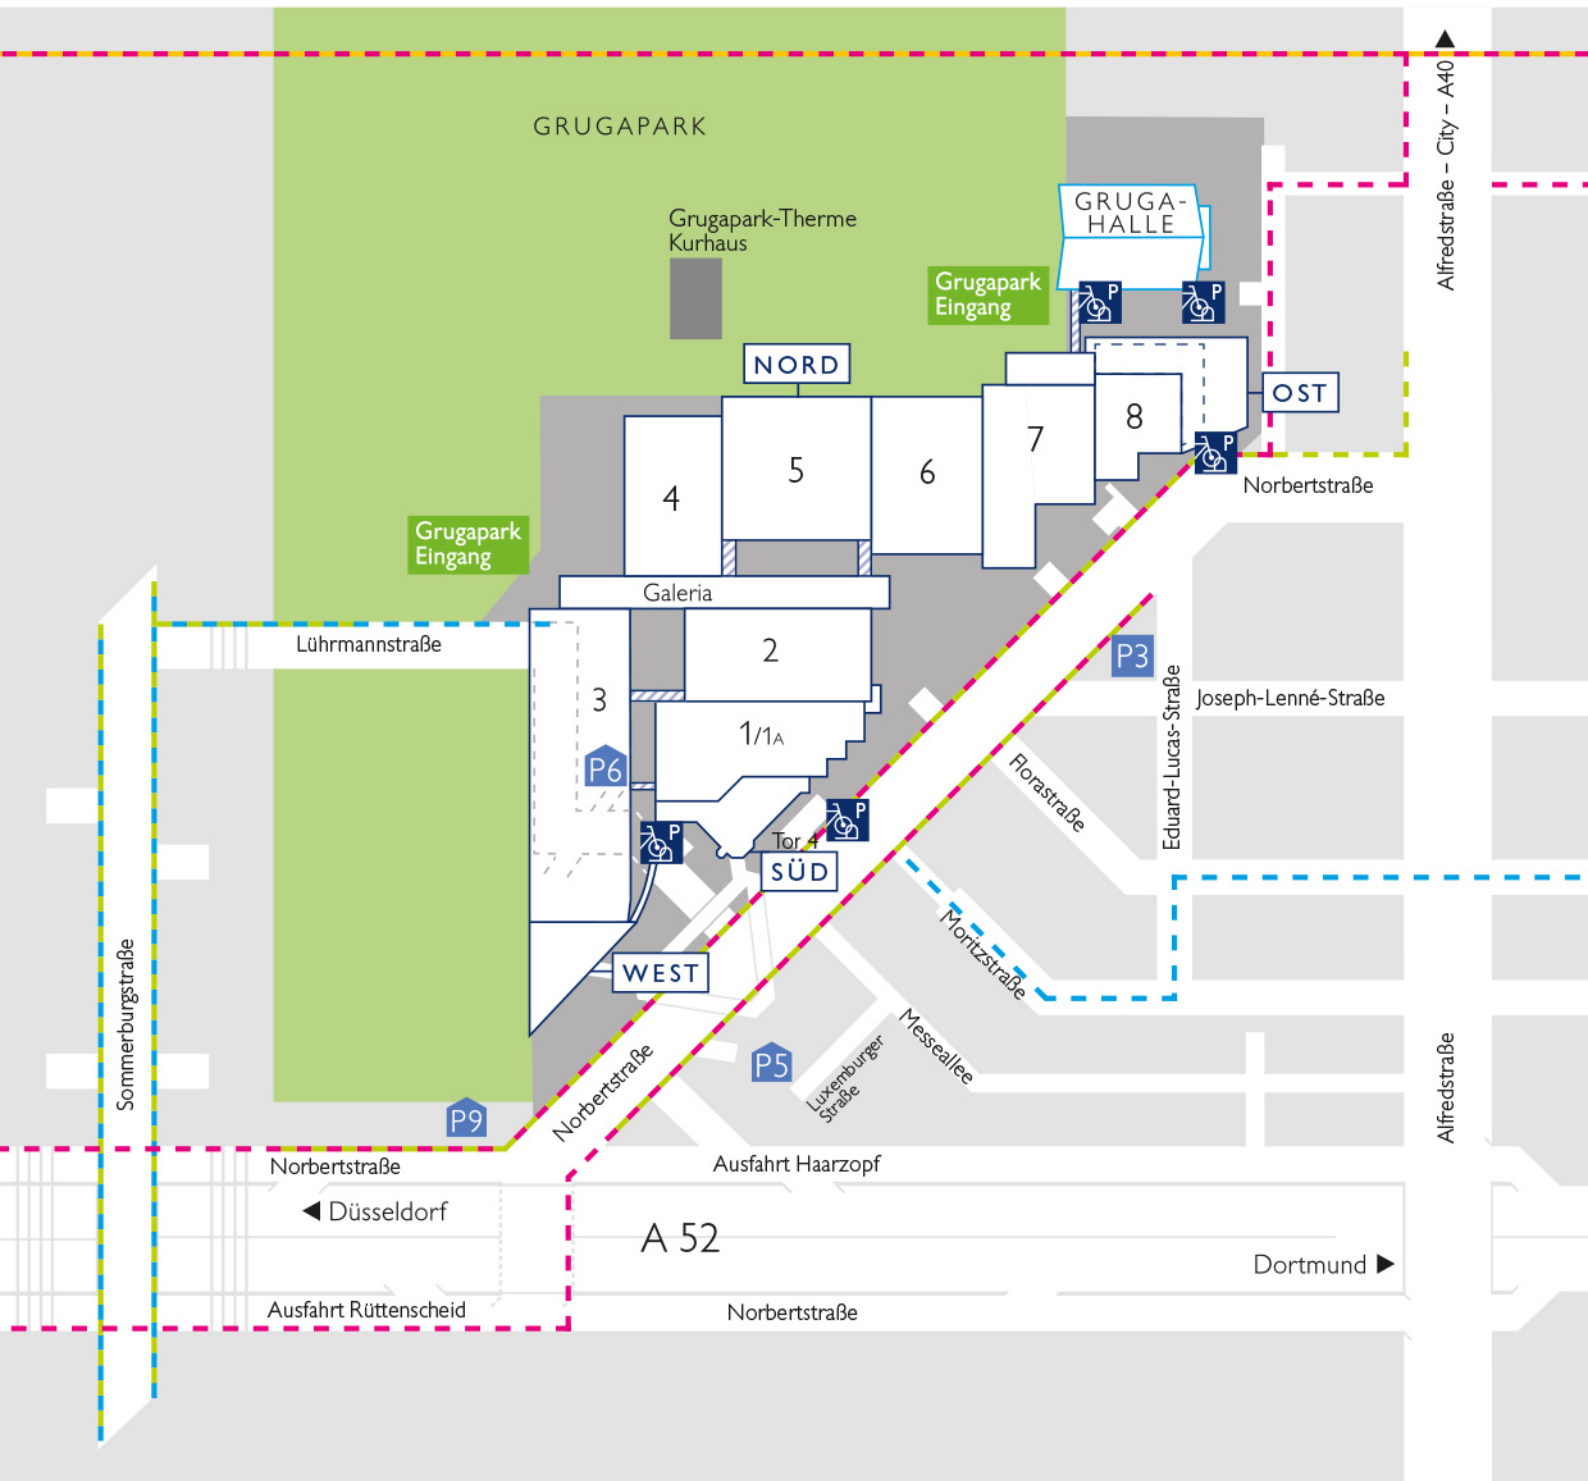 Alfredstraße – City – A40
GRUGAPARK
GRUGA-
HALLE
Grugapark-Therme
Kurhaus
Grugapark
Eingang
P
P
NORD
OST
8
7
5
6
4
P
Norbertstraße
Grugapark
Eingang
Galeria
Lührmannstraße
2
P3
3
Joseph-Lenné-Straße
Eduard-Lucas-Straße
1/1A
P6
Florastraße
P
P
Tor 4
SÜD
Moritzstraße
WEST
Sommerburgstraße
Messeallee
P5
Luxemburger
Straße
Norbertstraße
Alfredstraße
P9
Norbertstraße
Ausfahrt Haarzopf
Düsseldorf
A 52
Dortmund
Ausfahrt Rüttenscheid
Norbertstraße